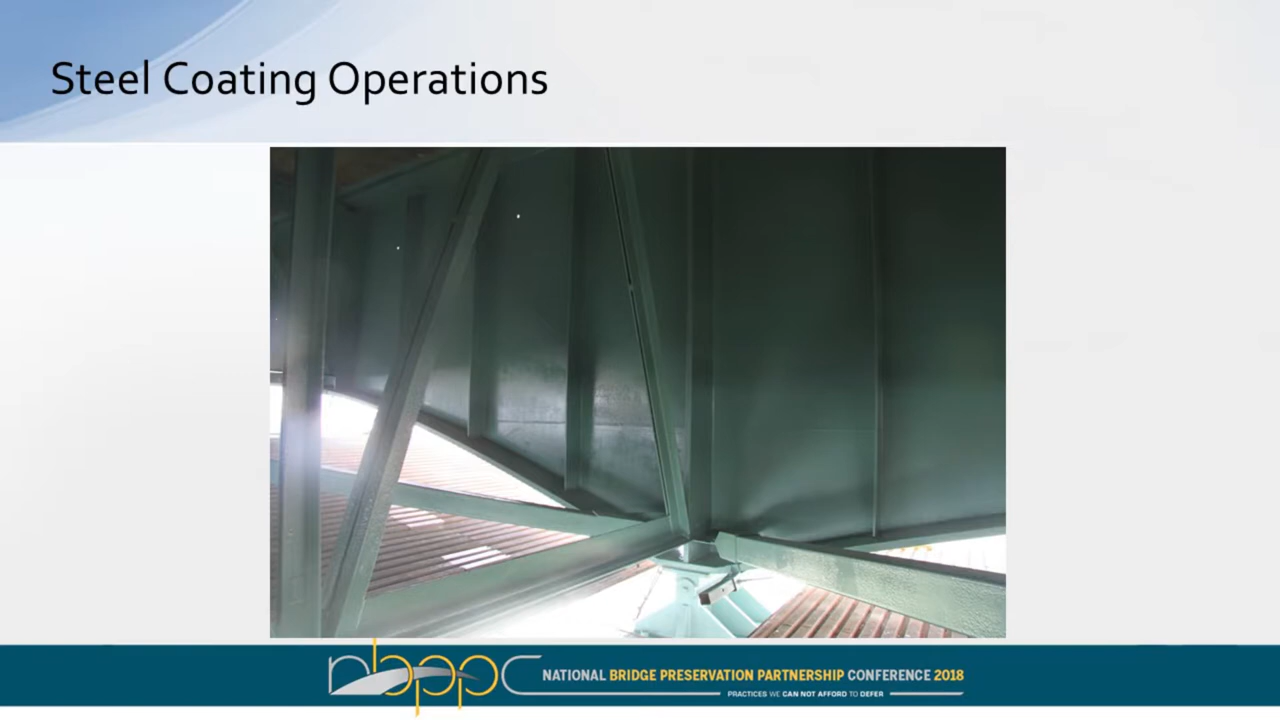 Steel Coating Operations
nbppc
NATIONAL BRIDGE PRESERVATION PARTNERSHIP CONFERENCE 2018
PRACTICES WE CAN NOT AFFORD TO DEFER